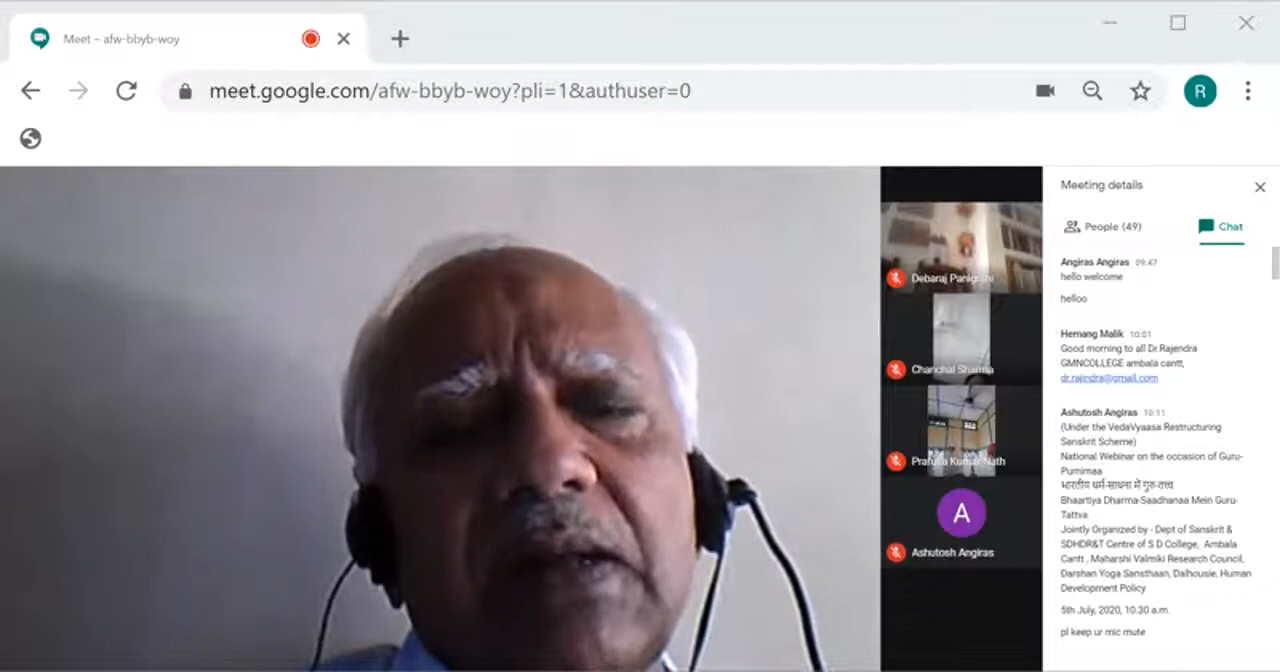 Meet – afw-bbyb-woy
meet.google.com/afw-bbyb-woy?pli=1&authuser=0
R
Meeting details
People (49)
Chat
Angiras Angiras 09:47
hello welcome
helloo
Hemang Malik 10:01
Good morning to all Dr.Rajendra
GMNCOLLEGE ambala cantt,
dr.rajindra@gmail.com
Ashutosh Angiras 10:11
(Under the VedaVyaasa Restructuring
Sanskrit Scheme)
National Webinar on the occasion of Guru-
Purnimaa
भारतीय धर्म-साधना में गुरु-तत्त्व
Bhaartiya Dharma-Saadhanaa Mein Guru-
Tattva
Jointly Organized by - Dept of Sanskrit &
SDHDR&T Centre of S D College, Ambala
Cantt , Maharshi Valmiki Research Council,
Darshan Yoga Sansthaan, Dalhousie, Human
Development Policy
5th July, 2020, 10.30 a.m.
pl keep ur mic mute
Debaraj Panigrahi
Chanchal Sharma
Prafulla Kumar Nath
A
Ashutosh Angiras